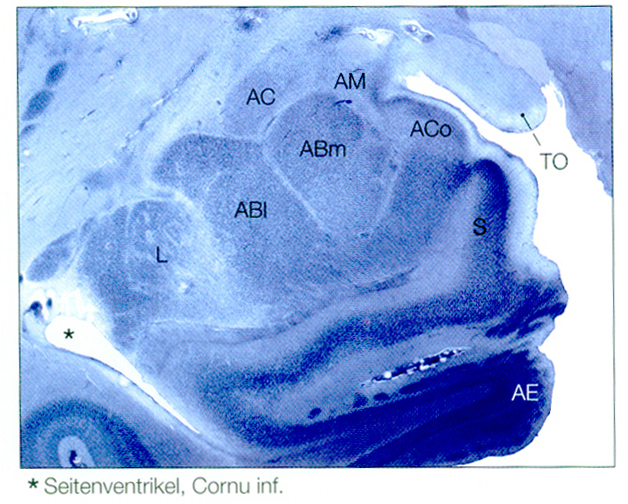 AM
AC
ACo
ABm
TO
ABl
S
L
*
AE
* Seitenventrikel, Cornu inf.